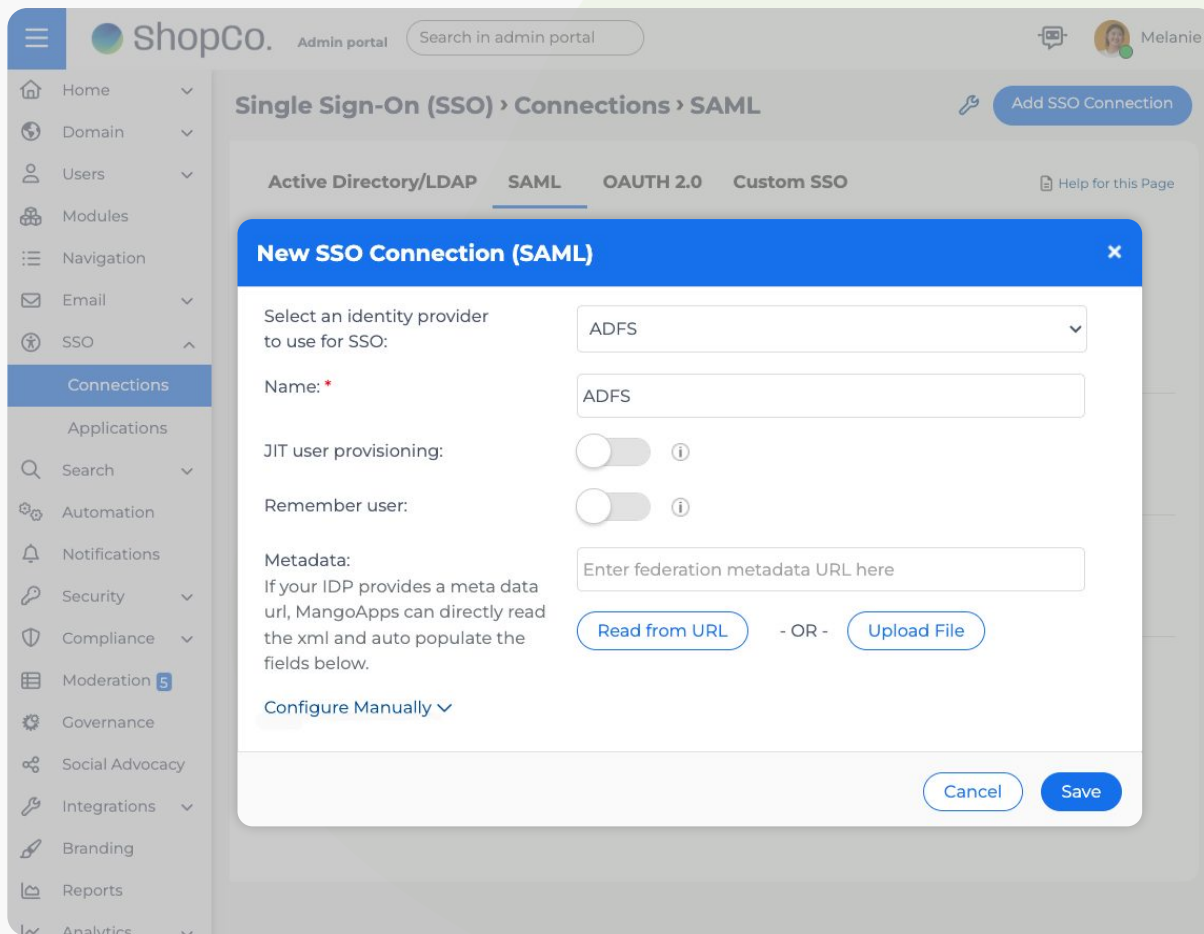 ShopCo. Admin portal
Search in admin portal
Melanie
Home
Domain
Users
Modules
Navigation
Email
SSO
Connections
Applications
Search
Automation
Notifications
Security
Compliance
Moderation 5
Governance
Social Advocacy
Integrations
Branding
Reports
Analytics
Single Sign-On (SSO) › Connections › SAML
Add SSO Connection
Active Directory/LDAP SAML OAUTH 2.0 Custom SSO
Help for this Page
New SSO Connection (SAML)
Select an identity provider
to use for SSO:
ADFS
Name: *
ADFS
JIT user provisioning:
Remember user:
Metadata:
If your IDP provides a meta data
url, MangoApps can directly read
the xml and auto populate the
fields below.
Enter federation metadata URL here
Read from URL - OR - Upload File
Configure Manually
Cancel Save